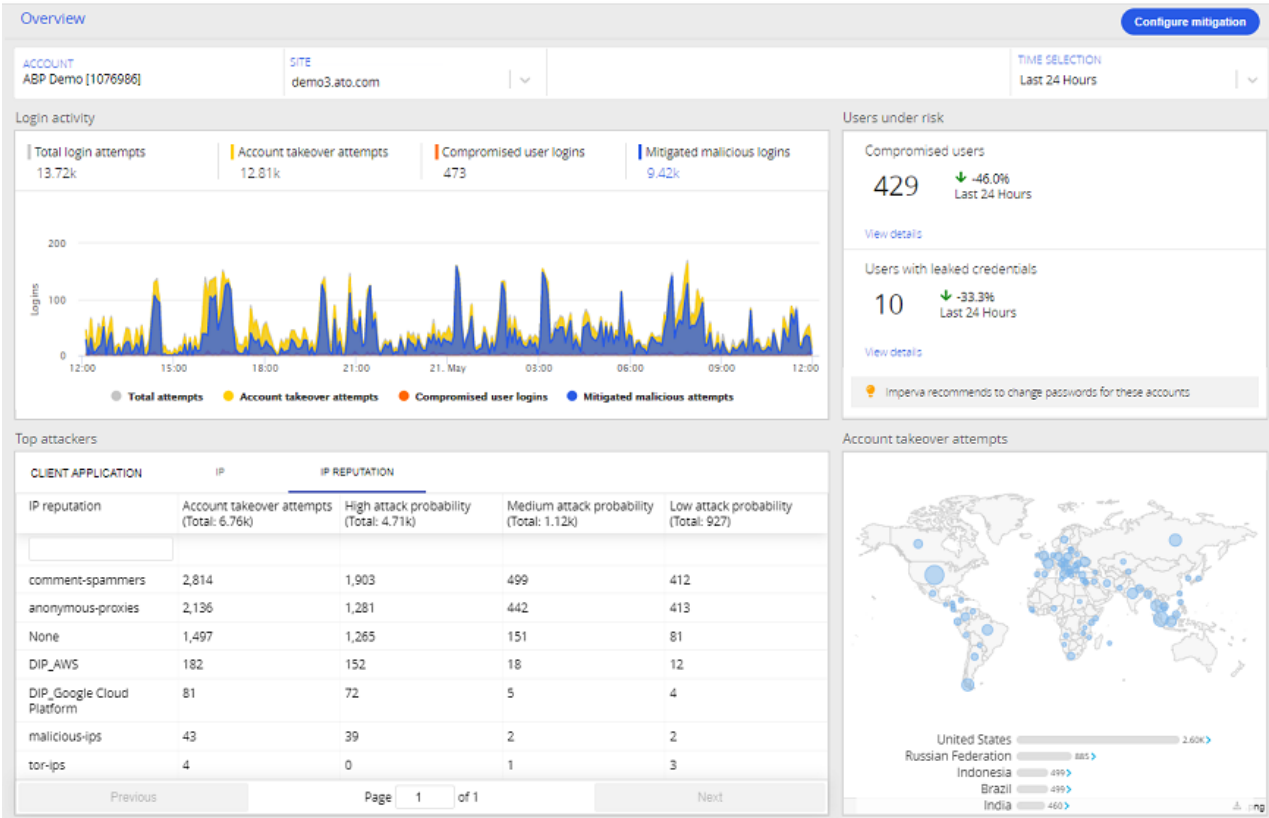 Overview
Configure mitigation
ACCOUNT
ABP Demo [1076986]
SITE
demo3.ato.com
TIME SELECTION
Last 24 Hours
Login activity
Total login attempts
13.72k
Account takeover attempts
12.81k
Compromised user logins
473
Mitigated malicious logins
9.42k
Logins
200
100
0
12:00 15:00 18:00 21:00 21. May 03:00 06:00 09:00 12:00
Total attempts Account takeover attempts Compromised user logins Mitigated malicious attempts
Users under risk
Compromised users
429
-46.0%
Last 24 Hours
View details
Users with leaked credentials
10
-33.3%
Last 24 Hours
View details
Imperva recommends to change passwords for these accounts
Top attackers
CLIENT APPLICATION IP IP REPUTATION
IP reputation Account takeover attempts High attack probability Medium attack probability Low attack probability
(Total: 6.76k) (Total: 4.71k) (Total: 1.12k) (Total: 927)
comment-spammers 2,814 1,903 499 412
anonymous-proxies 2,136 1,281 442 413
None 1,497 1,265 151 81
DIP_AWS 182 152 18 12
DIP_Google Cloud 81 72 5 4
Platform
malicious-ips 43 39 2 2
tor-ips 4 0 1 3
Previous Page 1 of 1 Next
Account takeover attempts
United States 2.60K
Russian Federation 885
Indonesia 499
Brazil 499
India 460
.png